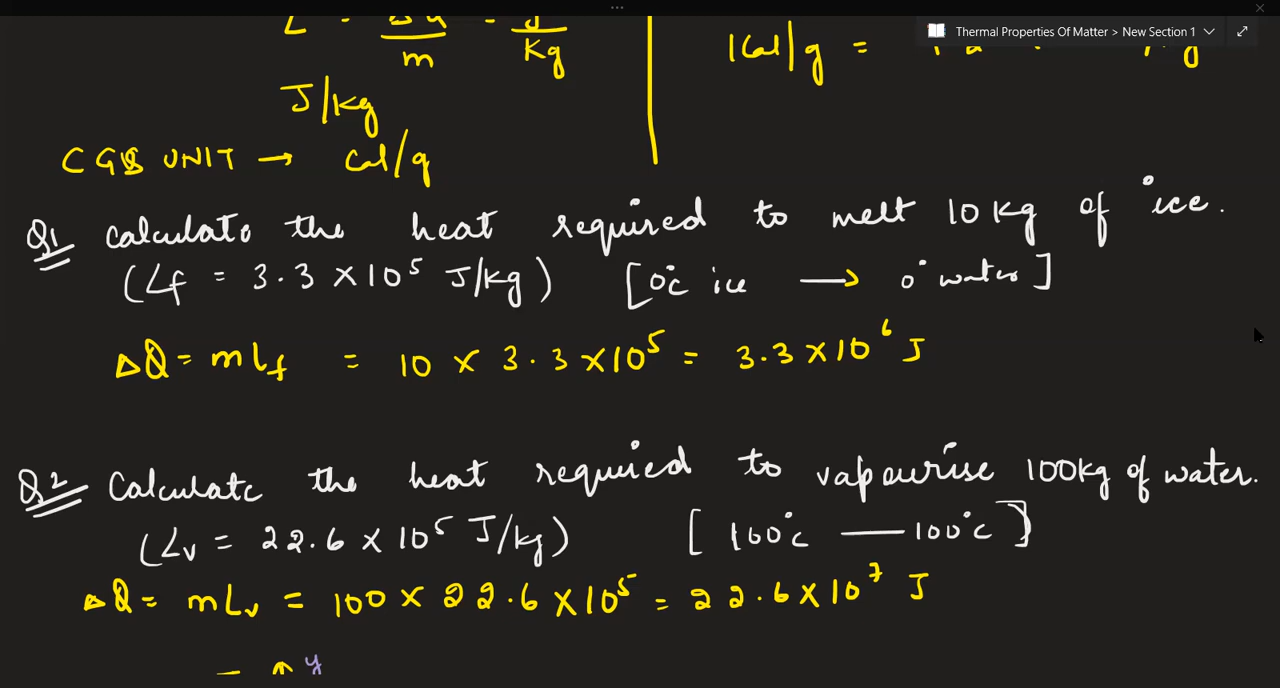 Thermal Properties Of Matter > New Section 1
L = ΔQ/m = J/Kg
1Cal/g =
J/kg
CGS UNIT → Cal/g
Q1 Calculate the heat required to melt 10 kg of ice.
(Lf = 3.3 × 10⁵ J/kg) [0°C ice → 0° water]
ΔQ = mLf = 10 × 3.3 × 10⁵ = 3.3 × 10⁶ J
Q2 Calculate the heat required to vapourise 100kg of water.
(Lv = 22.6 × 10⁵ J/kg) [100°C — 100°C]
ΔQ = mLv = 100 × 22.6 × 10⁵ = 22.6 × 10⁷ J